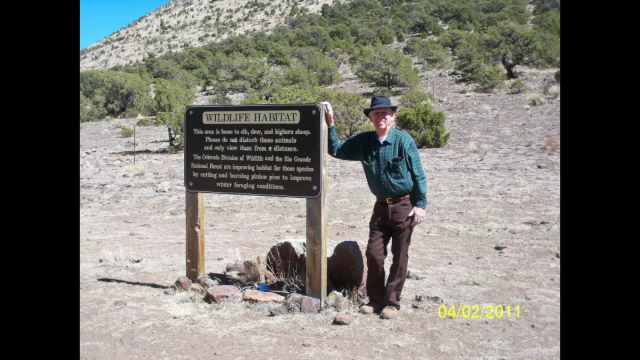 WILDLIFE HABITAT
This area is home to elk, deer, and bighorn sheep.
Please do not disturb these animals
and only view them from a distance.
The Colorado Division of Wildlife and the Rio Grande
National Forest are improving habitat for these species
by cutting and burning pinion pine to improve
winter foraging conditions.
04/02/2011